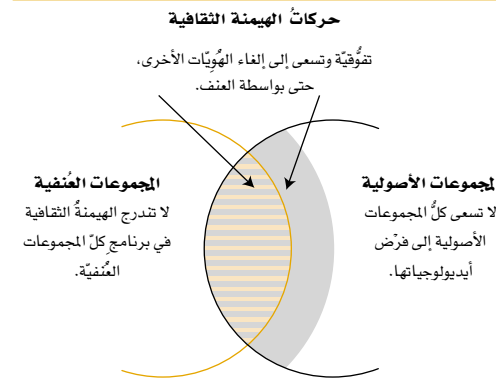 حركاتُ الهيمنة الثقافية
تفوُّقيّة وتسعى إلى إلغاء الهُوِيّات الأخرى،
حتى بواسطة العنف.
المجموعات الأصولية
لا تسعى كلُّ المجموعات
الأصولية إلى فرْض
أيديولوجياتها.
المجموعات العُنفية
لا تندرج الهيمنةُ الثقافية
في برنامجِ كلّ المجموعات
العُنفيّة.